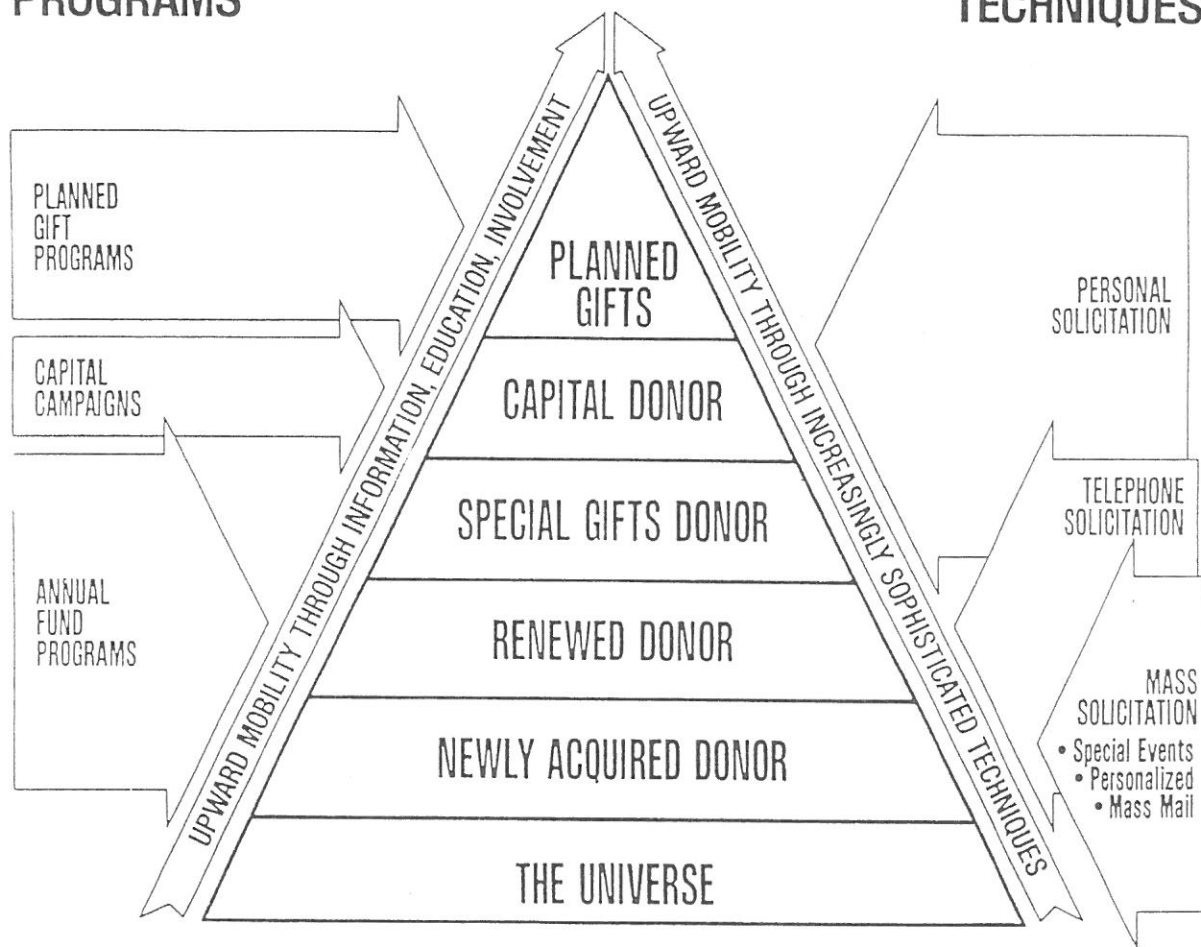 PROGRAMS
TECHNIQUES
PLANNED
GIFT
PROGRAMS
CAPITAL
CAMPAIGNS
ANNUAL
FUND
PROGRAMS
UPWARD MOBILITY THROUGH INFORMATION, EDUCATION, INVOLVEMENT
PLANNED
GIFTS
CAPITAL DONOR
SPECIAL GIFTS DONOR
RENEWED DONOR
NEWLY ACQUIRED DONOR
THE UNIVERSE
UPWARD MOBILITY THROUGH INCREASINGLY SOPHISTICATED TECHNIQUES
PERSONAL
SOLICITATION
TELEPHONE
SOLICITATION
MASS
SOLICITATION
• Special Events
• Personalized
• Mass Mail